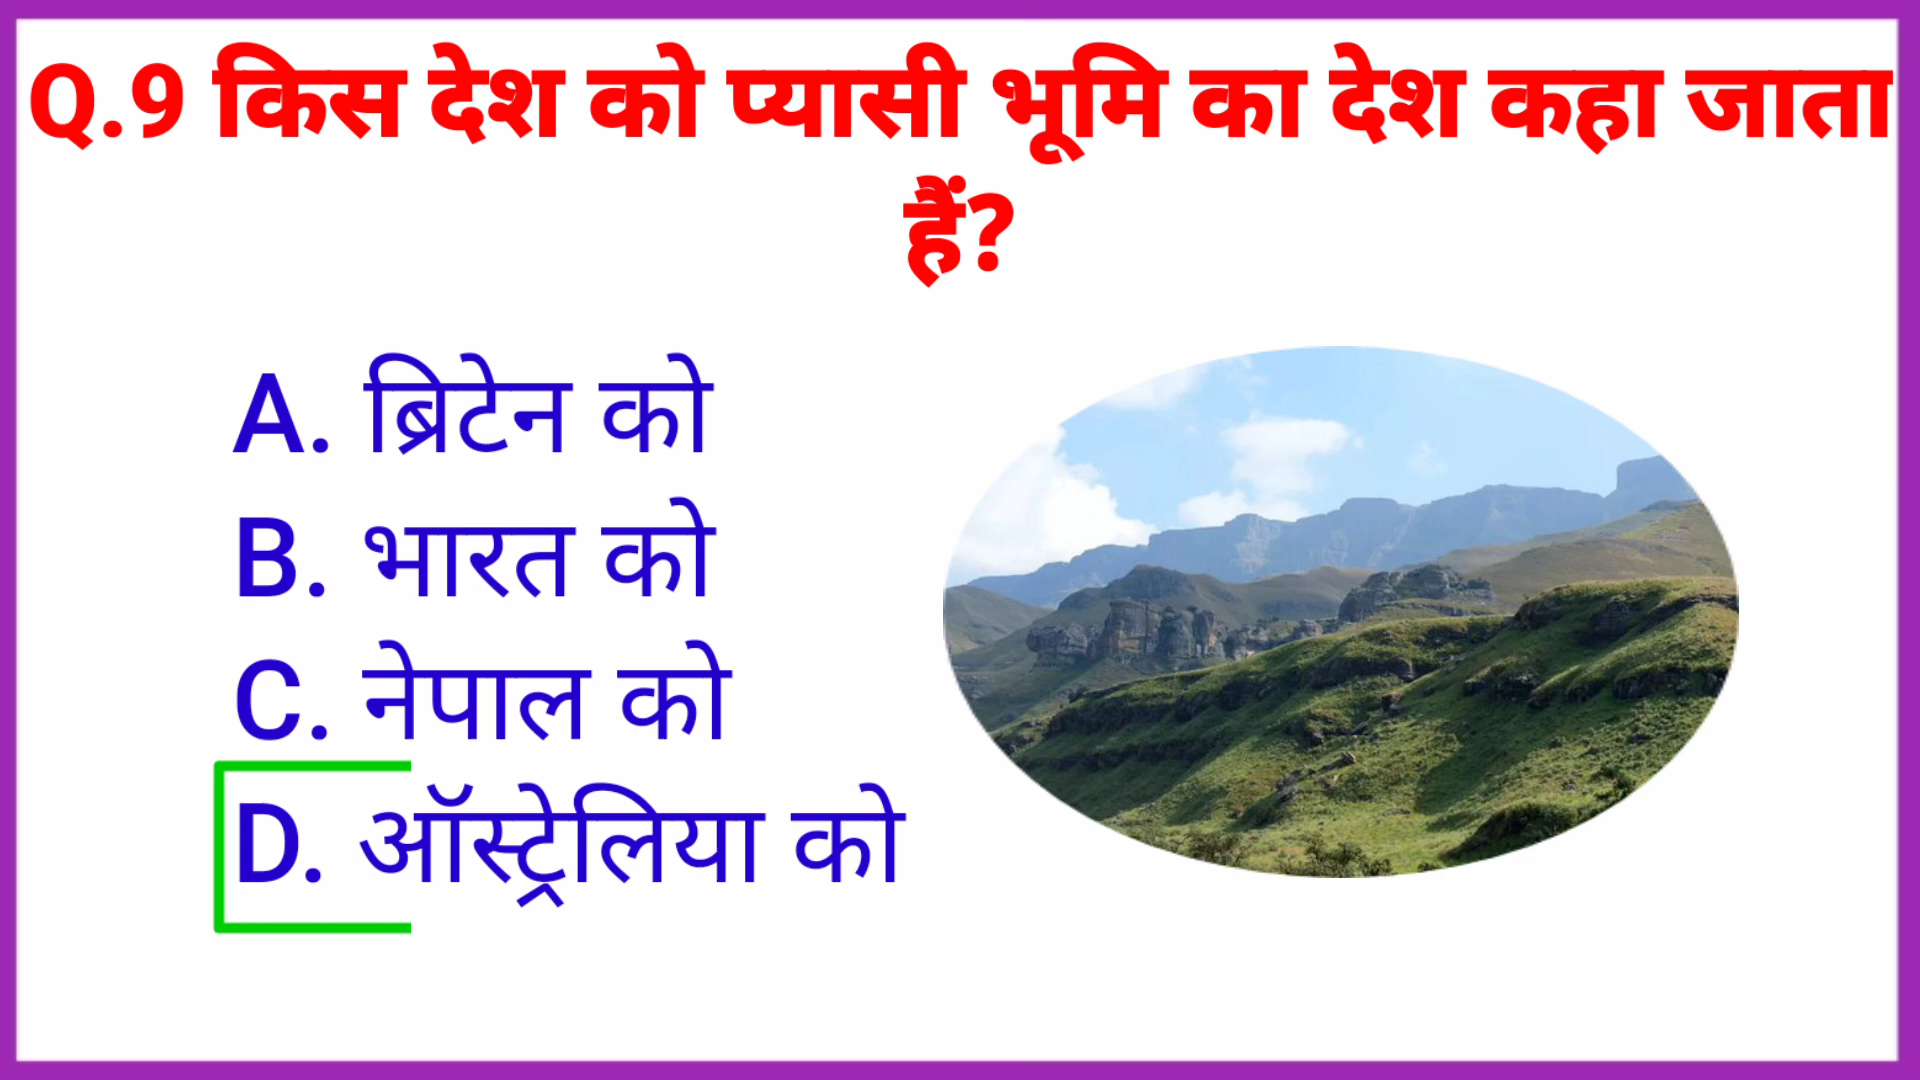 Q.9 किस देश को प्यासी भूमि का देश कहा जाता
हैं?
A. ब्रिटेन को
B. भारत को
C. नेपाल को
D. ऑस्ट्रेलिया को